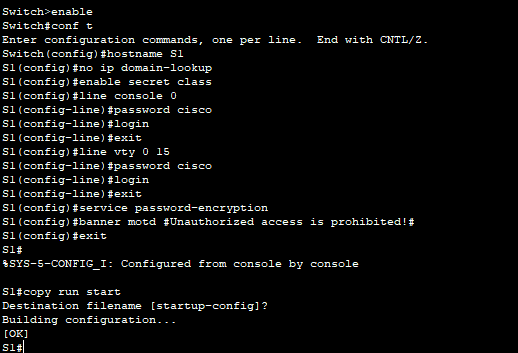 Switch>enable
Switch#conf t
Enter configuration commands, one per line.  End with CNTL/Z.
Switch(config)#hostname S1
S1(config)#no ip domain-lookup
S1(config)#enable secret class
S1(config)#line console 0
S1(config-line)#password cisco
S1(config-line)#login
S1(config-line)#exit
S1(config)#line vty 0 15
S1(config-line)#password cisco
S1(config-line)#login
S1(config-line)#exit
S1(config)#service password-encryption
S1(config)#banner motd #Unauthorized access is prohibited!#
S1(config)#exit
S1#
%SYS-5-CONFIG_I: Configured from console by console
S1#copy run start
Destination filename [startup-config]?
Building configuration...
[OK]
S1#